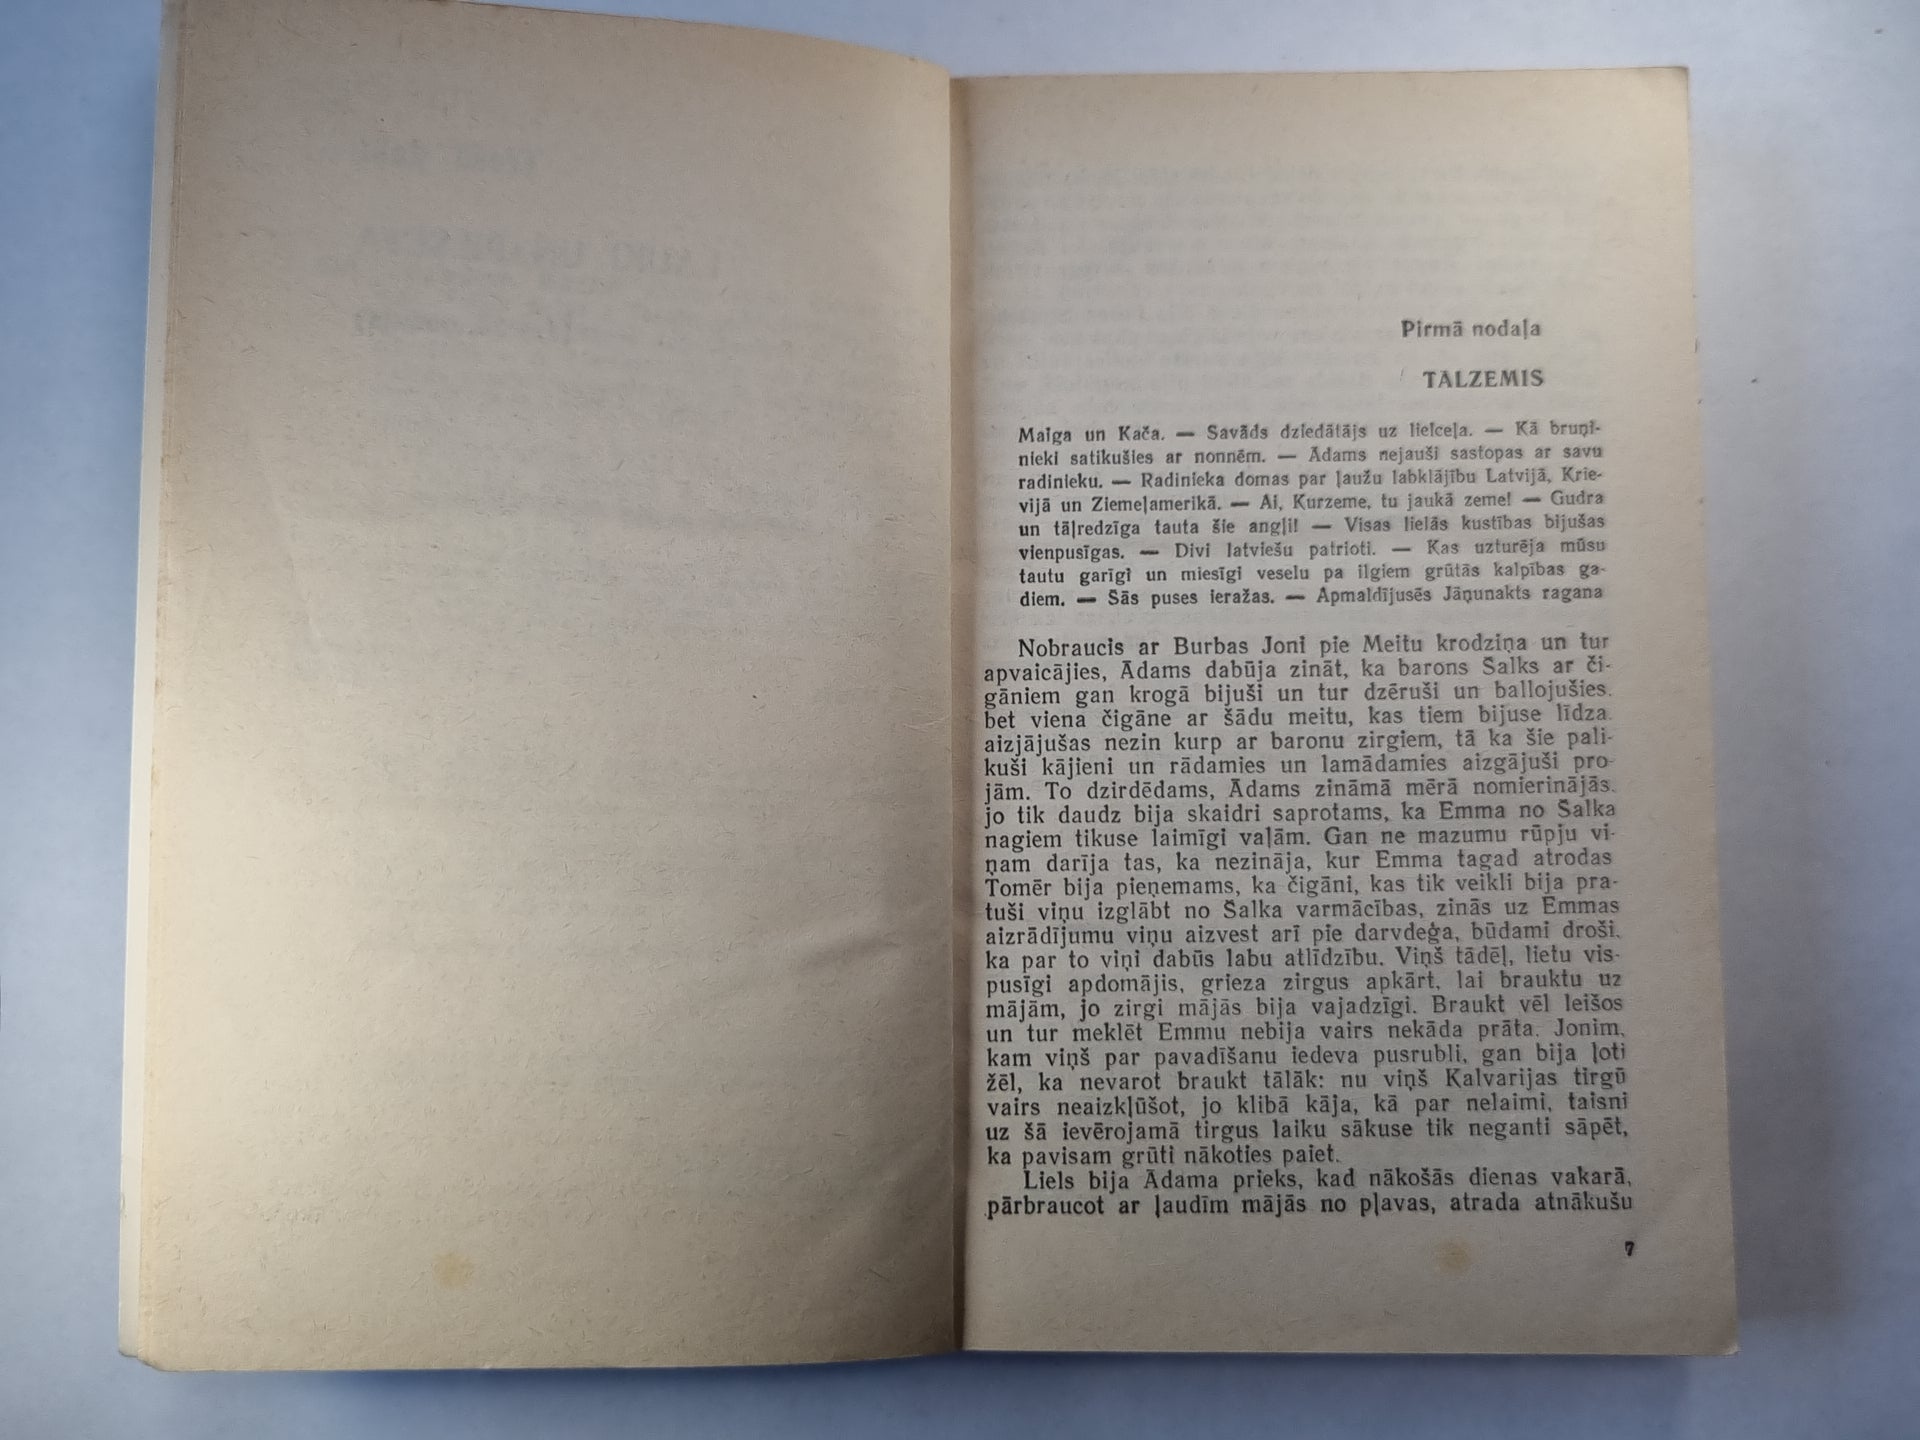 Pirmā nodaļa
TĀLZEMIS
Maiga un Kača. — Savāds dziedātājs uz lielceļa. — Kā bruņi-
nieki satikušies ar nonnēm. — Ādams nejauši sastopas ar savu
radinieku. — Radinieka domas par ļaužu labklājību Latvijā, Krie-
vijā un Ziemeļamerikā. — Ai, Kurzeme, tu jaukā zeme! — Gudra
un tāļredzīga tauta šie angļi! — Visas lielās kustības bijušas
vienpusīgas. — Divi latviešu patrioti. — Kas uzturēja mūsu
tautu garīgi un miesīgi veselu pa ilgiem grūtās kalpības ga-
diem. — Šās puses ieražas. — Apmaldījusēs Jāņunakts ragana
Nobraucis ar Burbas Joni pie Meitu krodziņa un tur
apvaicājies, Ādams dabūja zināt, ka barons Šalks ar či-
gāniem gan krogā bijuši un tur dzēruši un ballojušies.
bet viena čigāne ar šādu meitu, kas tiem bijuse līdza.
aizjājušas nezin kurp ar baronu zirgiem, tā ka šie pali-
kuši kājieni un rādamies un lamādamies aizgājuši pro-
jām. To dzirdēdams, Ādams zināmā mērā nomierinājās.
jo tik daudz bija skaidri saprotams, ka Emma no Šalka
nagiem tikuse laimīgi vaļām. Gan ne mazumu rūpju vi-
ņam darīja tas, ka nezināja, kur Emma tagad atrodas
Tomēr bija pieņemams, ka čigāni, kas tik veikli bija pra-
tuši viņu izglābt no Šalka varmācības, zinās uz Emmas
aizrādījumu viņu aizvest arī pie darvdeģa, būdami droši.
ka par to viņi dabūs labu atlīdzību. Viņš tādēļ, lietu vis-
pusīgi apdomājis, grieza zirgus apkārt, lai brauktu uz
mājām, jo zirgi mājās bija vajadzīgi. Braukt vēl leišos
un tur meklēt Emmu nebija vairs nekāda prāta. Jonim,
kam viņš par pavadīšanu iedeva pusrubli, gan bija ļoti
žēl, ka nevarot braukt tālāk: nu viņš Kalvarijas tirgū
vairs neaizkļūšot, jo klibā kāja, kā par nelaimi, taisni
uz šā ievērojamā tirgus laiku sākuse tik neganti sāpēt,
ka pavisam grūti nākoties paiet.
Liels bija Ādama prieks, kad nākošās dienas vakarā,
pārbraucot ar ļaudīm mājās no pļavas, atrada atnākušu
7